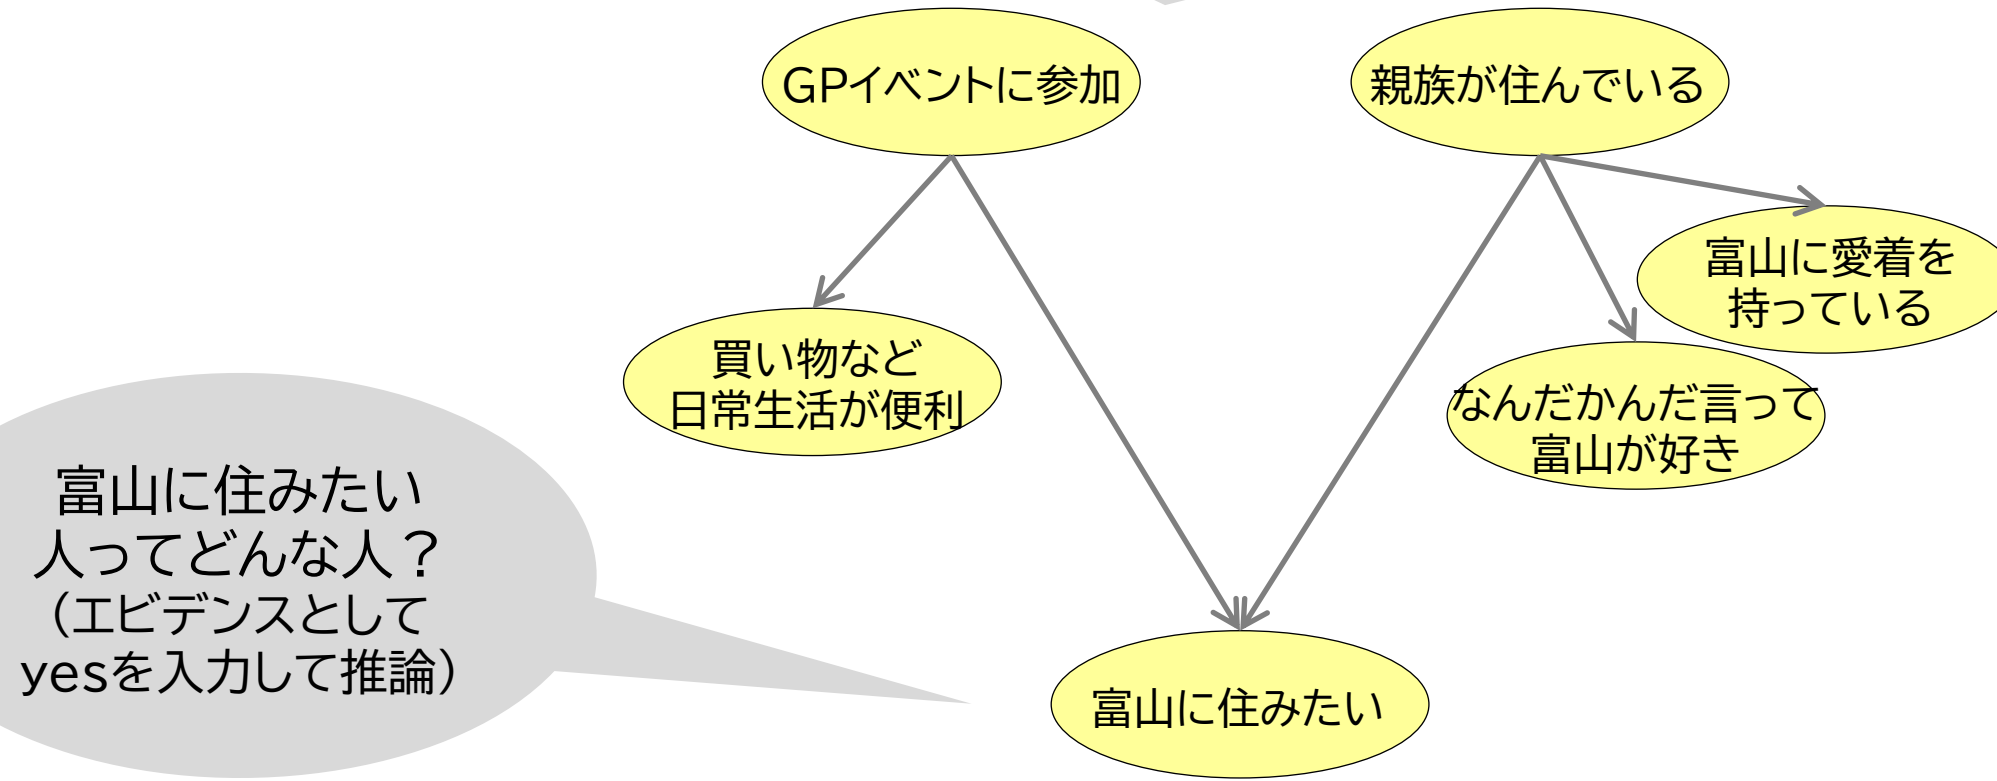 GPイベントに参加
親族が住んでいる
富山に愛着を
持っている
買い物など
日常生活が便利
なんだかんだ言って
富山が好き
富山に住みたい
人ってどんな人？
（エビデンスとして
yesを入力して推論）
富山に住みたい